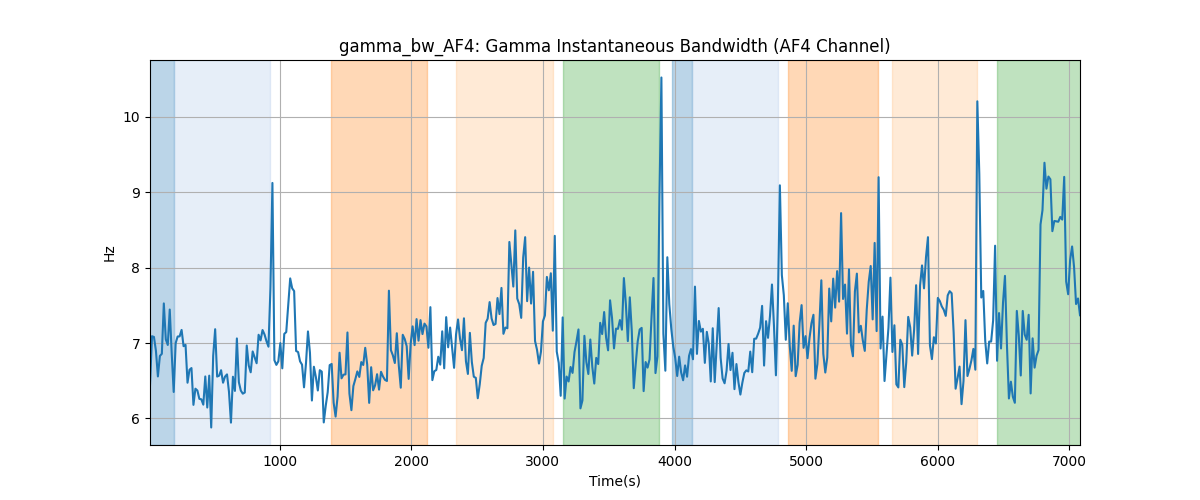 gamma_bw_AF4: Gamma Instantaneous Bandwidth (AF4 Channel)
Hz
10
9
8
7
6
1000 2000 3000 4000 5000 6000 7000
Time(s)